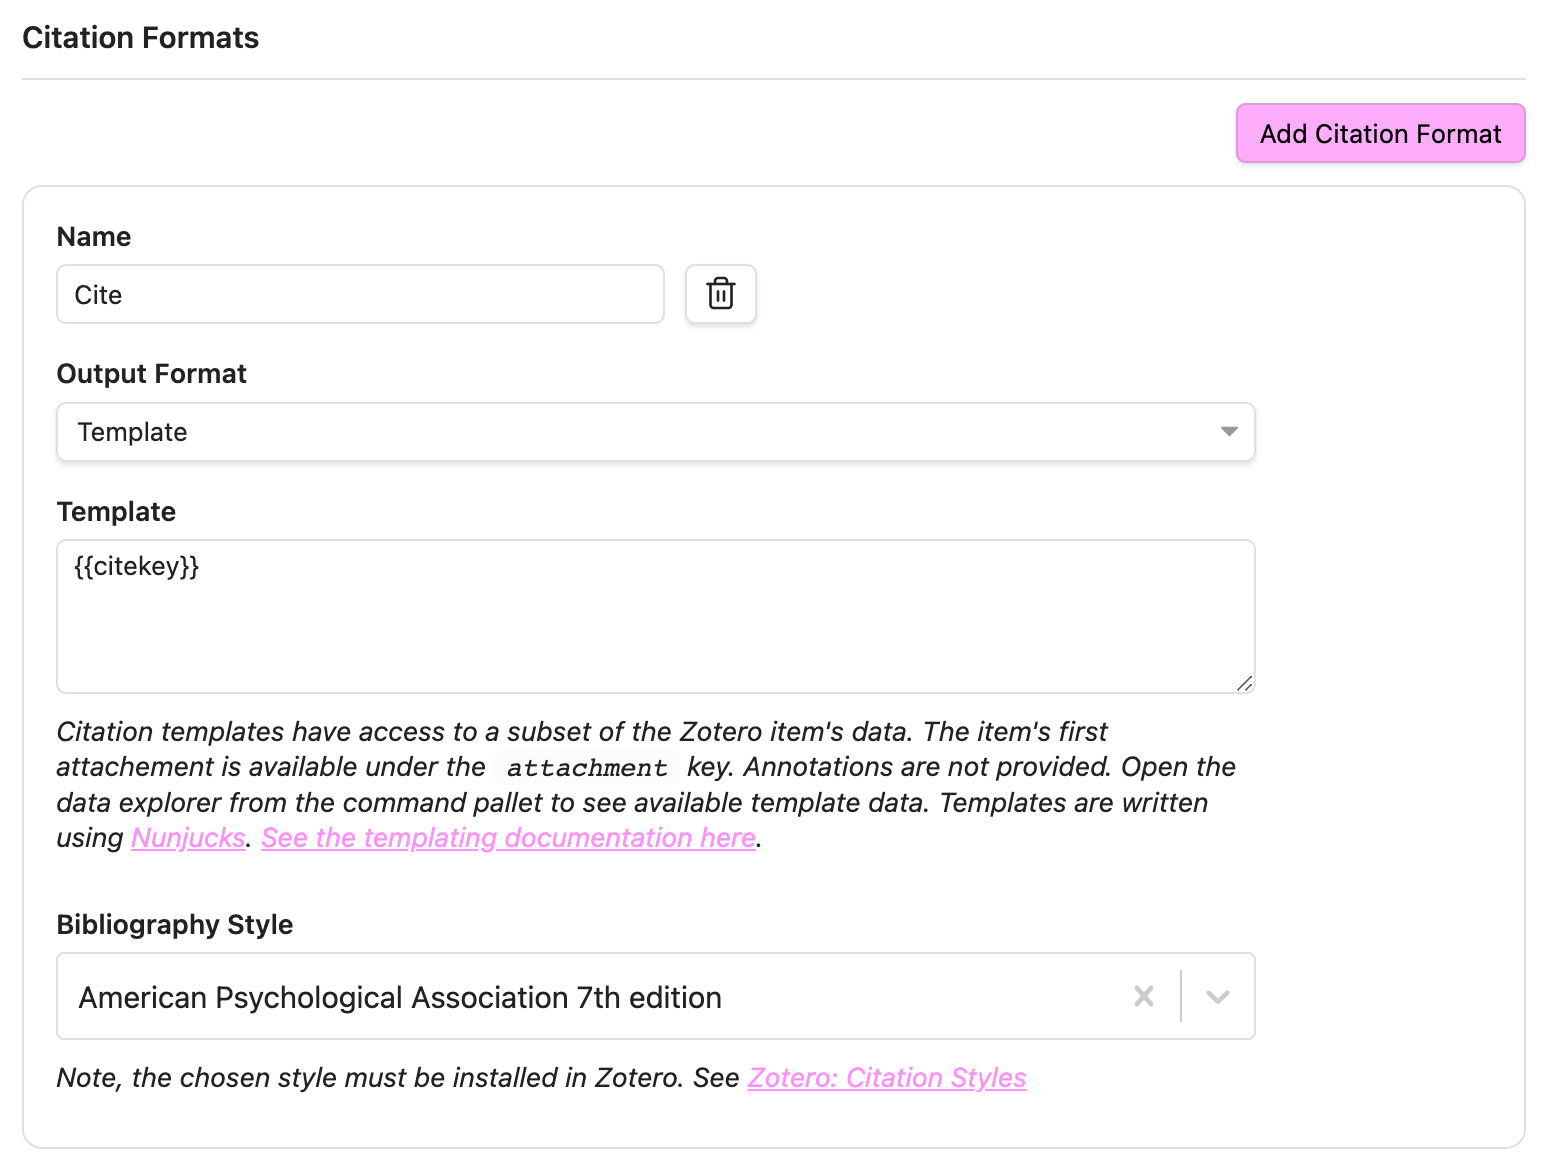 Citation Formats
Add Citation Format
Name
Cite
Output Format
Template
Template
{{citekey}}
Citation templates have access to a subset of the Zotero item's data. The item's first
attachement is available under the attachment key. Annotations are not provided. Open the
data explorer from the command pallet to see available template data. Templates are written
using Nunjucks. See the templating documentation here.
Bibliography Style
American Psychological Association 7th edition
Note, the chosen style must be installed in Zotero. See Zotero: Citation Styles